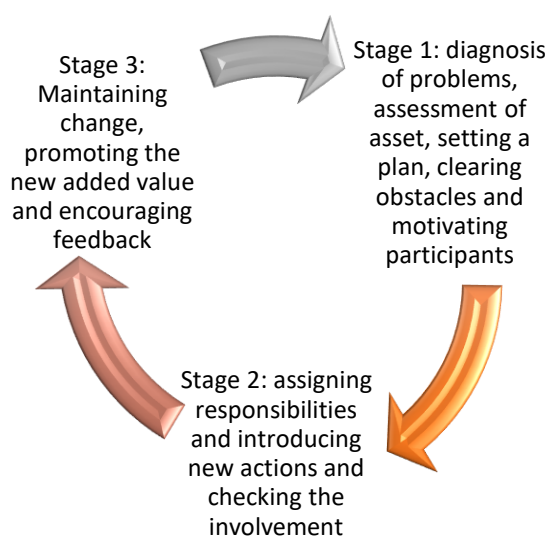 Stage 1: diagnosis
of problems,
assessment of
asset, setting a
plan, clearing
obstacles and
motivating
participants
Stage 2: assigning
responsibilities
and introducing
new actions and
checking the
involvement
Stage 3:
Maintaining
change,
promoting the
new added value
and encouraging
feedback